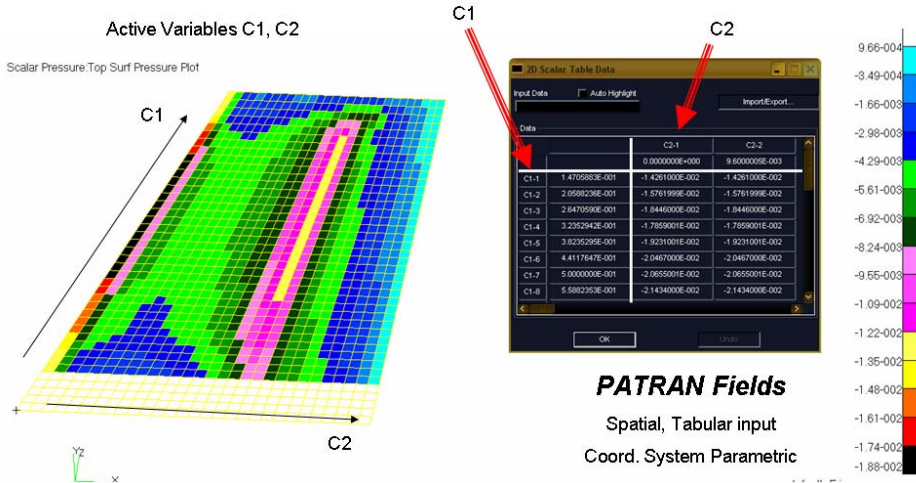 Active Variables C1, C2
Scalar Pressure:Top Surf Pressure Plot
C1
C2
C1
C2
2D Scalar Table Data
Input Data
Auto Highlight
Import/Export...
Data
C2-1 C2-2
0.0000000E+000 9.6000005E-003
C1-1 1.4705883E-001 -1.4261000E-002 -1.4261000E-002
C1-2 2.0588236E-001 -1.5761999E-002 -1.5761999E-002
C1-3 2.6470590E-001 -1.8446000E-002 -1.8446000E-002
C1-4 3.2352942E-001 -1.7859001E-002 -1.7859001E-002
C1-5 3.8235295E-001 -1.9231001E-002 -1.9231001E-002
C1-6 4.4117647E-001 -2.0467000E-002 -2.0467000E-002
C1-7 5.0000000E-001 -2.0655001E-002 -2.0655001E-002
C1-8 5.5882353E-001 -2.1434000E-002 -2.1434000E-002
OK Undo
PATRAN Fields
Spatial, Tabular input
Coord. System Parametric
Y Z
X
9.66-004
-3.49-004
-1.66-003
-2.98-003
-4.29-003
-5.61-003
-6.92-003
-8.24-003
-9.55-003
-1.09-002
-1.22-002
-1.35-002
-1.48-002
-1.61-002
-1.74-002
-1.88-002